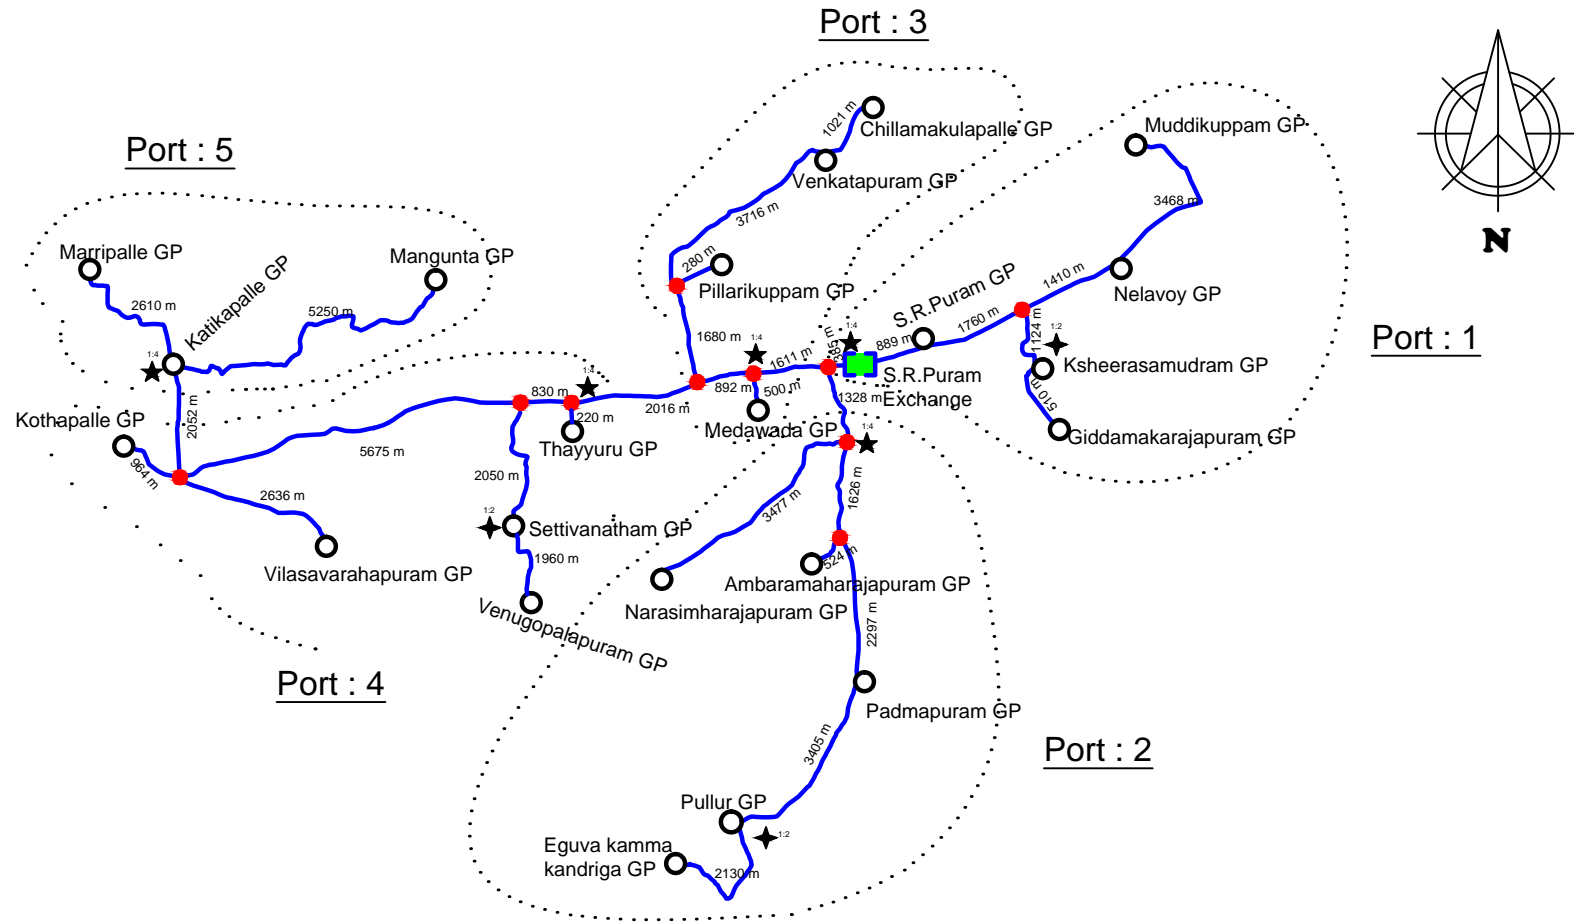 Port : 3
Chillamakulapalle GP
1021 m
Venkatapuram GP
3716 m
280 m
Pillarikuppam GP
1680 m
Muddikuppam GP
3468 m
1410 m
Nelavoy GP
S.R.Puram GP
1760 m
889 m
1124 m
1:2
Ksheerasamudram GP
510 m
Giddamakarajapuram GP
Port : 1
N
Port : 5
Marripalle GP
2610 m
Katikapalle GP
Mangunta GP
5250 m
1:4
2052 m
Kothapalle GP
964 m
2636 m
Vilasavarahapuram GP
5675 m
830 m
1:4
220 m
Thayyuru GP
2016 m
892 m
1:4
500 m
Medawada GP
1611 m
385 m
1:4
S.R.Puram
Exchange
1328 m
1:4
2050 m
1:2
Settivanatham GP
1960 m
Venugopalapuram GP
Port : 4
3477 m
Narasimharajapuram GP
1626 m
524 m
Ambaramaharajapuram GP
2297 m
Padmapuram GP
3405 m
Port : 2
Pullur GP
1:2
Eguva kamma
kandriga GP
2130 m